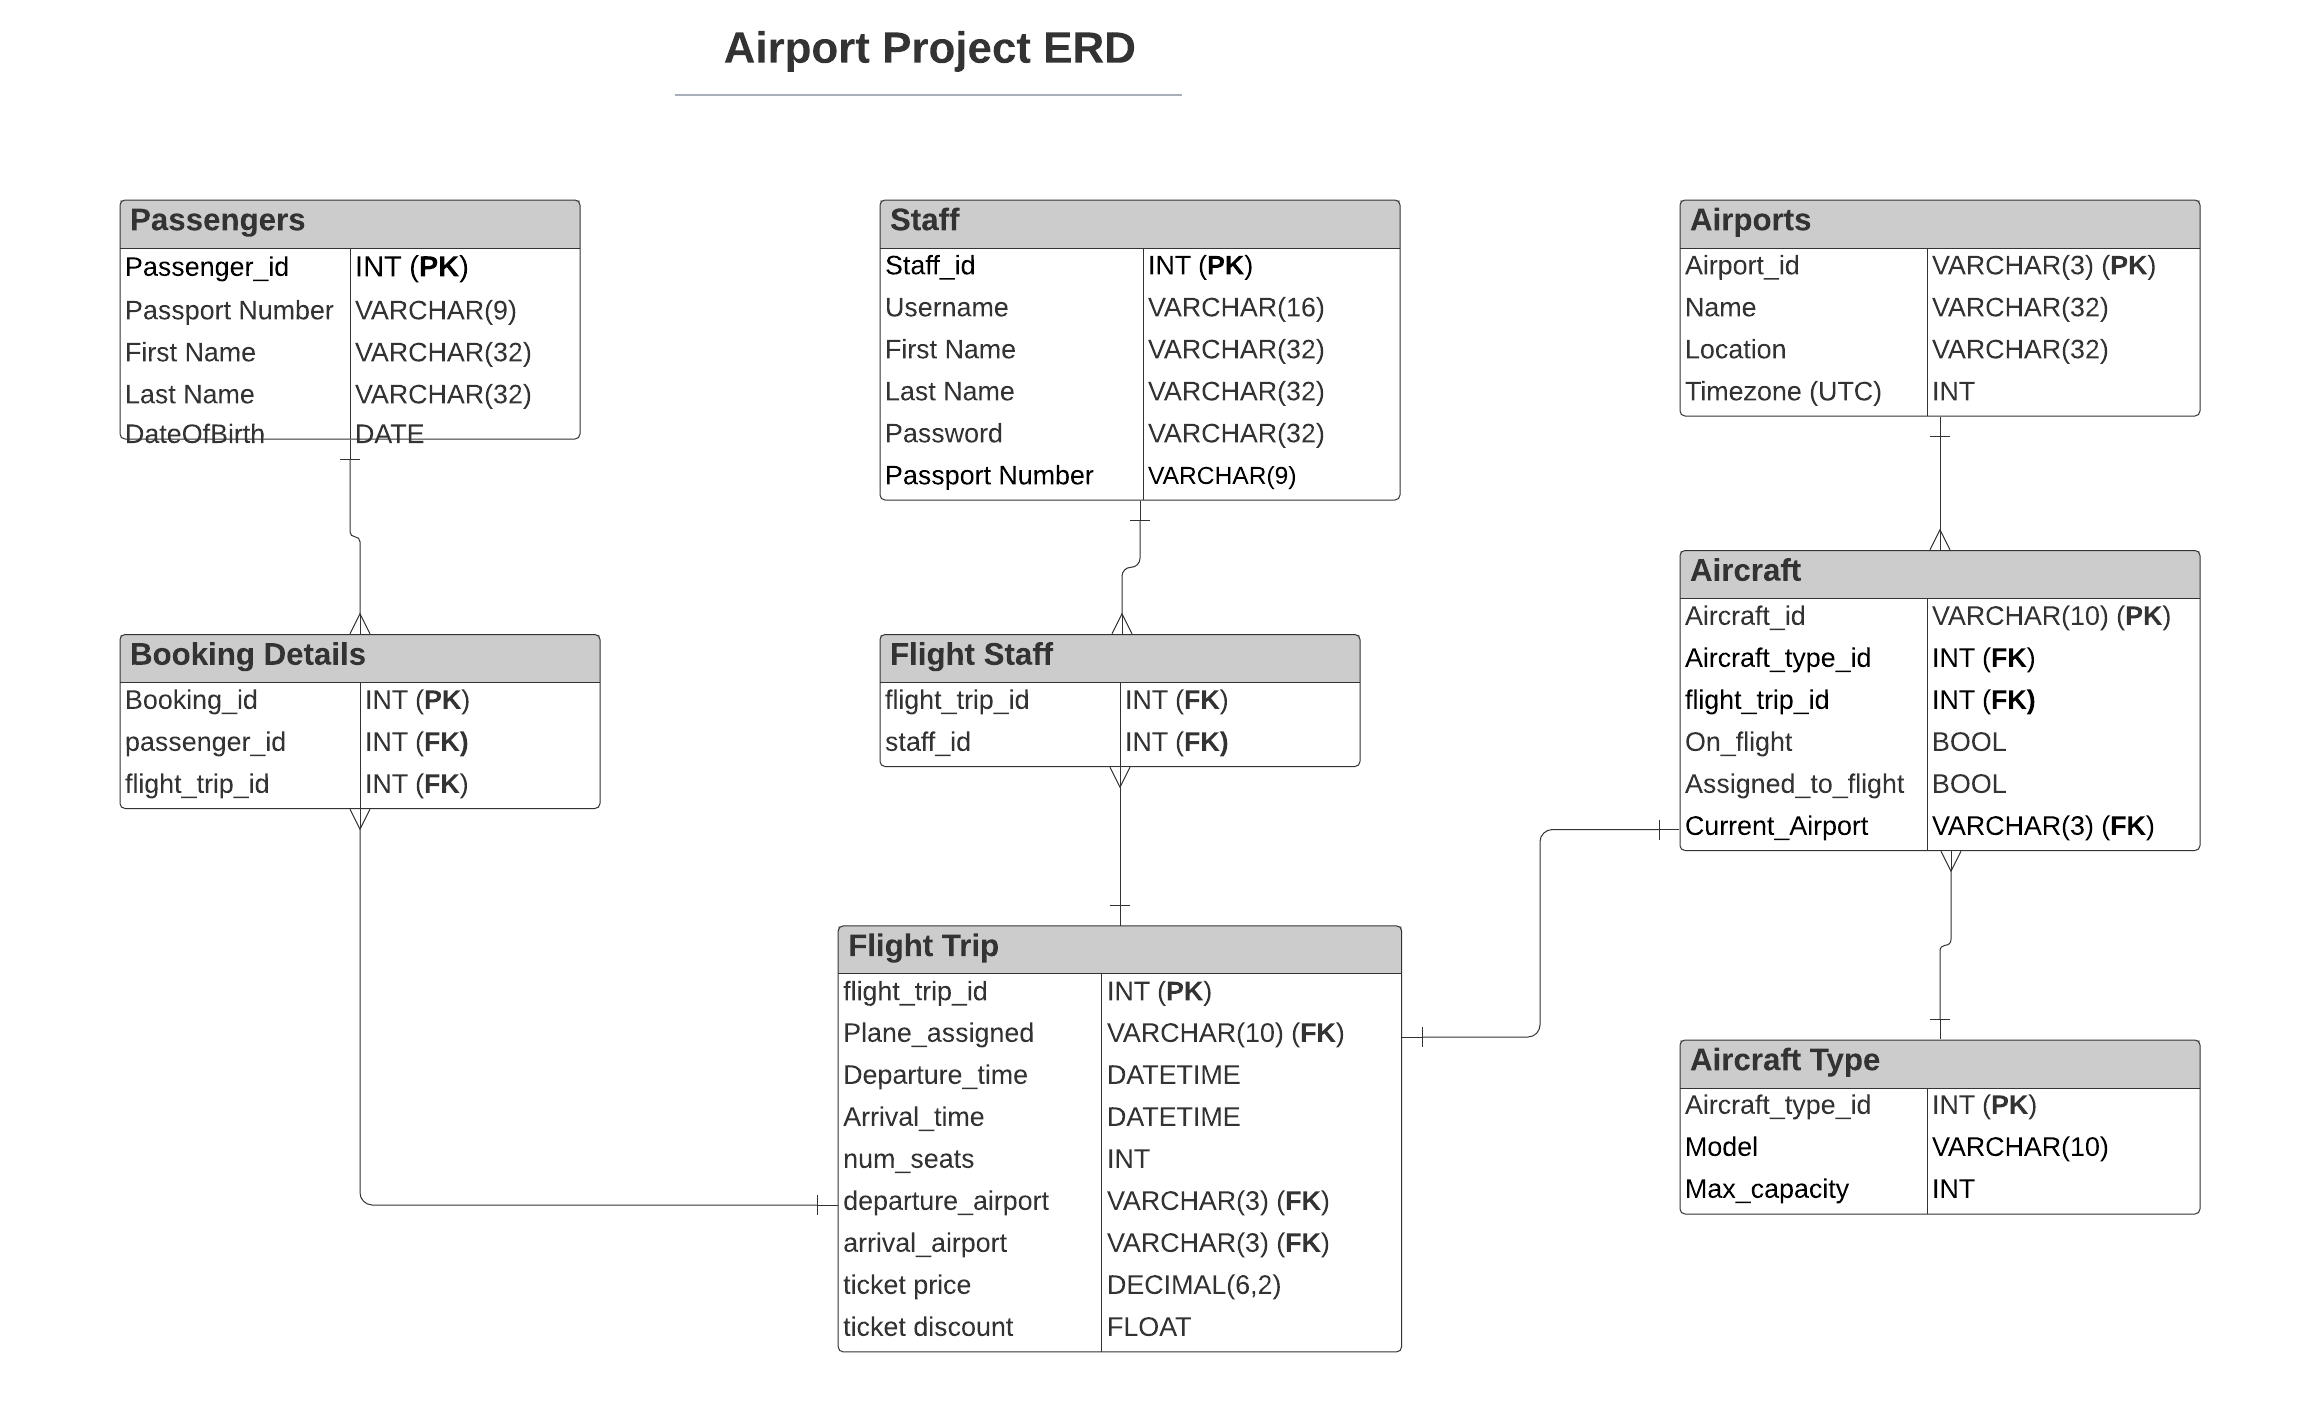 Airport Project ERD
Passengers
Passenger_id INT (PK)
Passport Number VARCHAR(9)
First Name VARCHAR(32)
Last Name VARCHAR(32)
DateOfBirth DATE
Staff
Staff_id INT (PK)
Username VARCHAR(16)
First Name VARCHAR(32)
Last Name VARCHAR(32)
Password VARCHAR(32)
Passport Number VARCHAR(9)
Airports
Airport_id VARCHAR(3) (PK)
Name VARCHAR(32)
Location VARCHAR(32)
Timezone (UTC) INT
Booking Details
Booking_id INT (PK)
passenger_id INT (FK)
flight_trip_id INT (FK)
Flight Staff
flight_trip_id INT (FK)
staff_id INT (FK)
Aircraft
Aircraft_id VARCHAR(10) (PK)
Aircraft_type_id INT (FK)
flight_trip_id INT (FK)
On_flight BOOL
Assigned_to_flight BOOL
Current_Airport VARCHAR(3) (FK)
Flight Trip
flight_trip_id INT (PK)
Plane_assigned VARCHAR(10) (FK)
Departure_time DATETIME
Arrival_time DATETIME
num_seats INT
departure_airport VARCHAR(3) (FK)
arrival_airport VARCHAR(3) (FK)
ticket price DECIMAL(6,2)
ticket discount FLOAT
Aircraft Type
Aircraft_type_id INT (PK)
Model VARCHAR(10)
Max_capacity INT